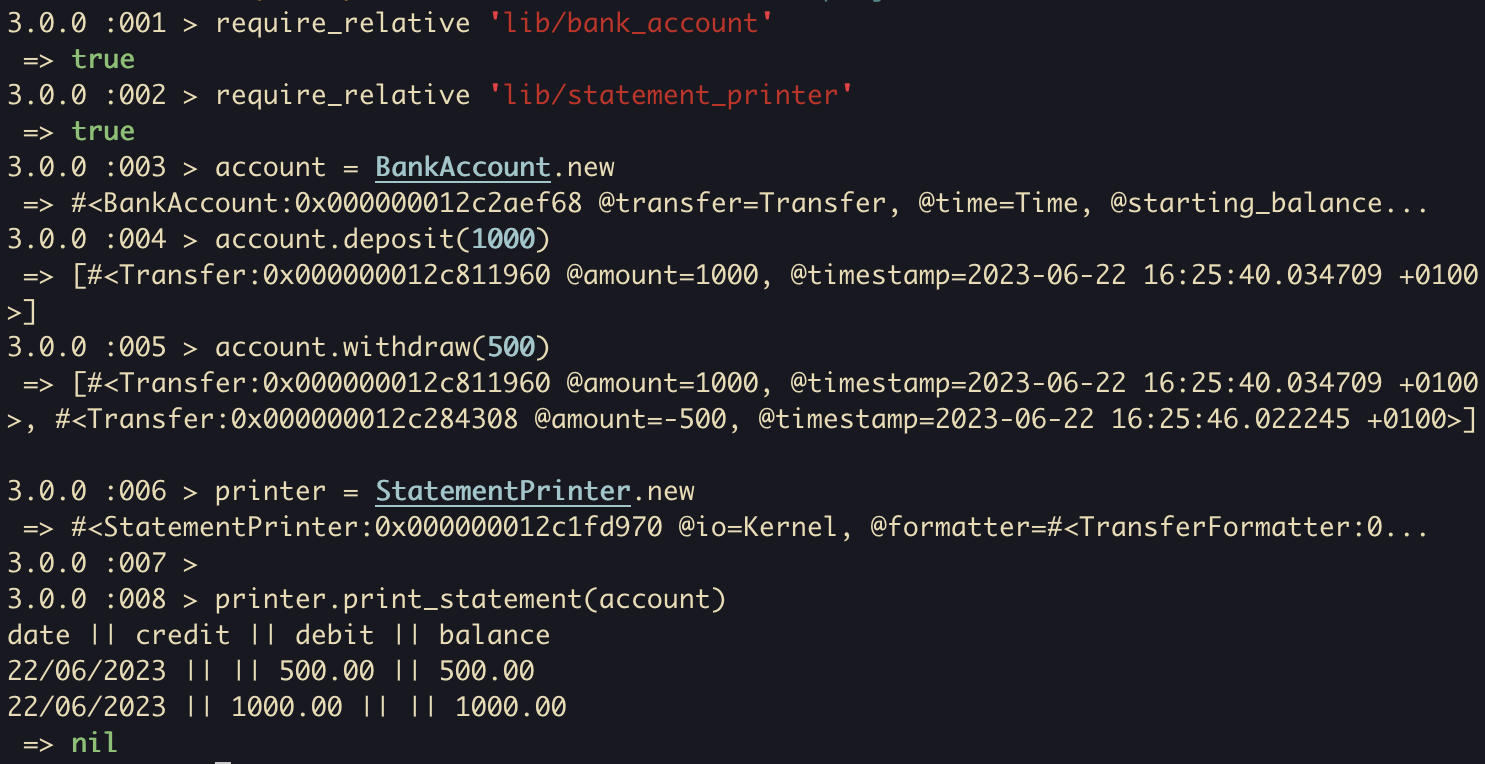 3.0.0 :001 > require_relative 'lib/bank_account'
 => true
3.0.0 :002 > require_relative 'lib/statement_printer'
 => true
3.0.0 :003 > account = BankAccount.new
 => #<BankAccount:0x000000012c2aef68 @transfer=Transfer, @time=Time, @starting_balance...
3.0.0 :004 > account.deposit(1000)
 => [#<Transfer:0x000000012c811960 @amount=1000, @timestamp=2023-06-22 16:25:40.034709 +0100
>]
3.0.0 :005 > account.withdraw(500)
 => [#<Transfer:0x000000012c811960 @amount=1000, @timestamp=2023-06-22 16:25:40.034709 +0100
>, #<Transfer:0x000000012c284308 @amount=-500, @timestamp=2023-06-22 16:25:46.022245 +0100>]
3.0.0 :006 > printer = StatementPrinter.new
 => #<StatementPrinter:0x000000012c1fd970 @io=Kernel, @formatter=#<TransferFormatter:0...
3.0.0 :007 >
3.0.0 :008 > printer.print_statement(account)
date || credit || debit || balance
22/06/2023 || || 500.00 || 500.00
22/06/2023 || 1000.00 || || 1000.00
 => nil